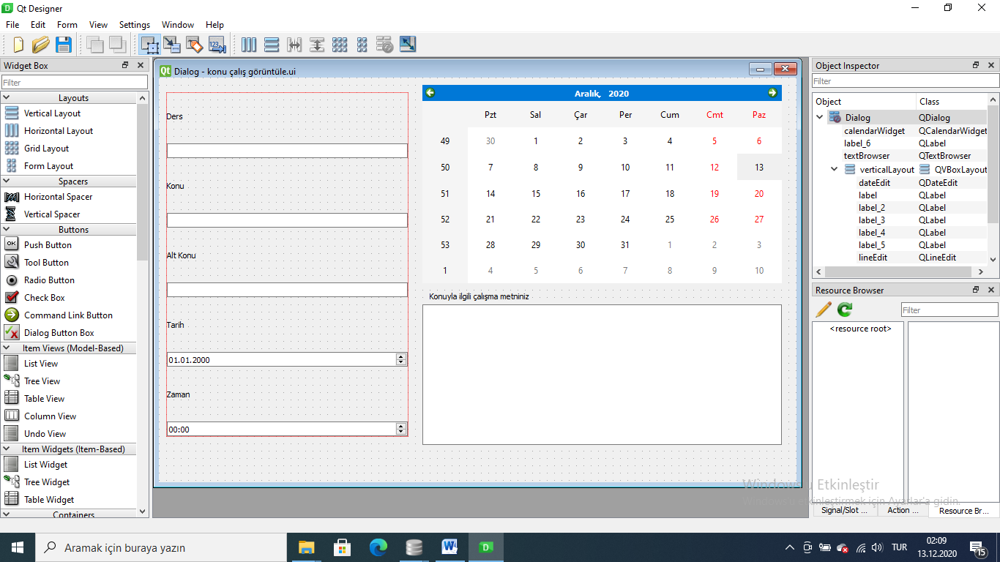 Qt Designer
File Edit Form View Settings Window Help
Widget Box
Filter
Layouts
Vertical Layout
Horizontal Layout
Grid Layout
Form Layout
Spacers
Horizontal Spacer
Vertical Spacer
Buttons
Push Button
Tool Button
Radio Button
Check Box
Command Link Button
Dialog Button Box
Item Views (Model-Based)
List View
Tree View
Table View
Column View
Undo View
Item Widgets (Item-Based)
List Widget
Tree Widget
Table Widget
Containers
Dialog - konu çalış görüntüle.ui
Ders
Konu
Alt Konu
Tarih
01.01.2000
Zaman
00:00
Aralık, 2020
Pzt Sal Çar Per Cum Cmt Paz
49 30 1 2 3 4 5 6
50 7 8 9 10 11 12 13
51 14 15 16 17 18 19 20
52 21 22 23 24 25 26 27
53 28 29 30 31 1 2 3
1 4 5 6 7 8 9 10
Konuyla ilgili çalışma metniniz
Object Inspector
Filter
Object Class
Dialog QDialog
calendarWidget QCalendarWidget
label_6 QLabel
textBrowser QTextBrowser
verticalLayout QVBoxLayout
dateEdit QDateEdit
label QLabel
label_2 QLabel
label_3 QLabel
label_4 QLabel
label_5 QLabel
lineEdit QLineEdit
Resource Browser
Filter
<resource root>
Windows'u Etkinleştir
Windows'u etkinleştirmek için Ayarlar'a gidin.
Signal/Slot ... Action ... Resource Br...
Aramak için buraya yazın
TUR
02:09
13.12.2020
15